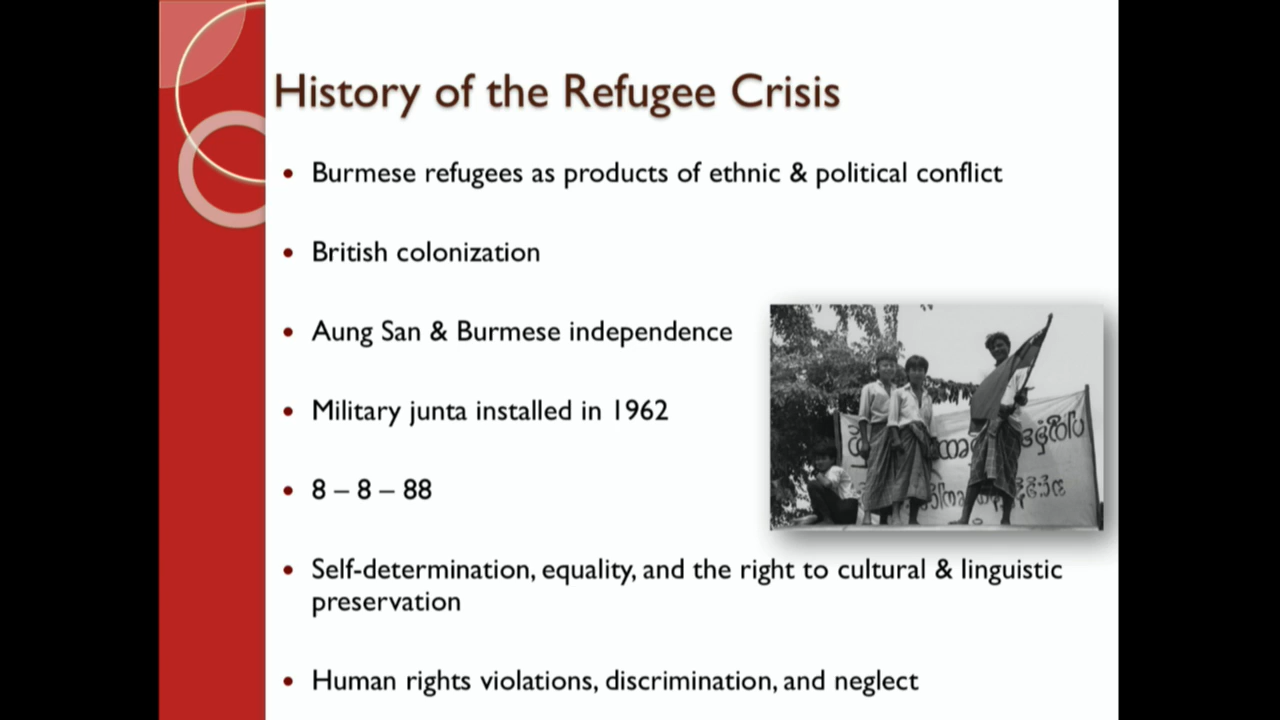 History of the Refugee Crisis
• Burmese refugees as products of ethnic & political conflict
• British colonization
• Aung San & Burmese independence
• Military junta installed in 1962
• 8 – 8 – 88
• Self-determination, equality, and the right to cultural & linguistic
preservation
• Human rights violations, discrimination, and neglect